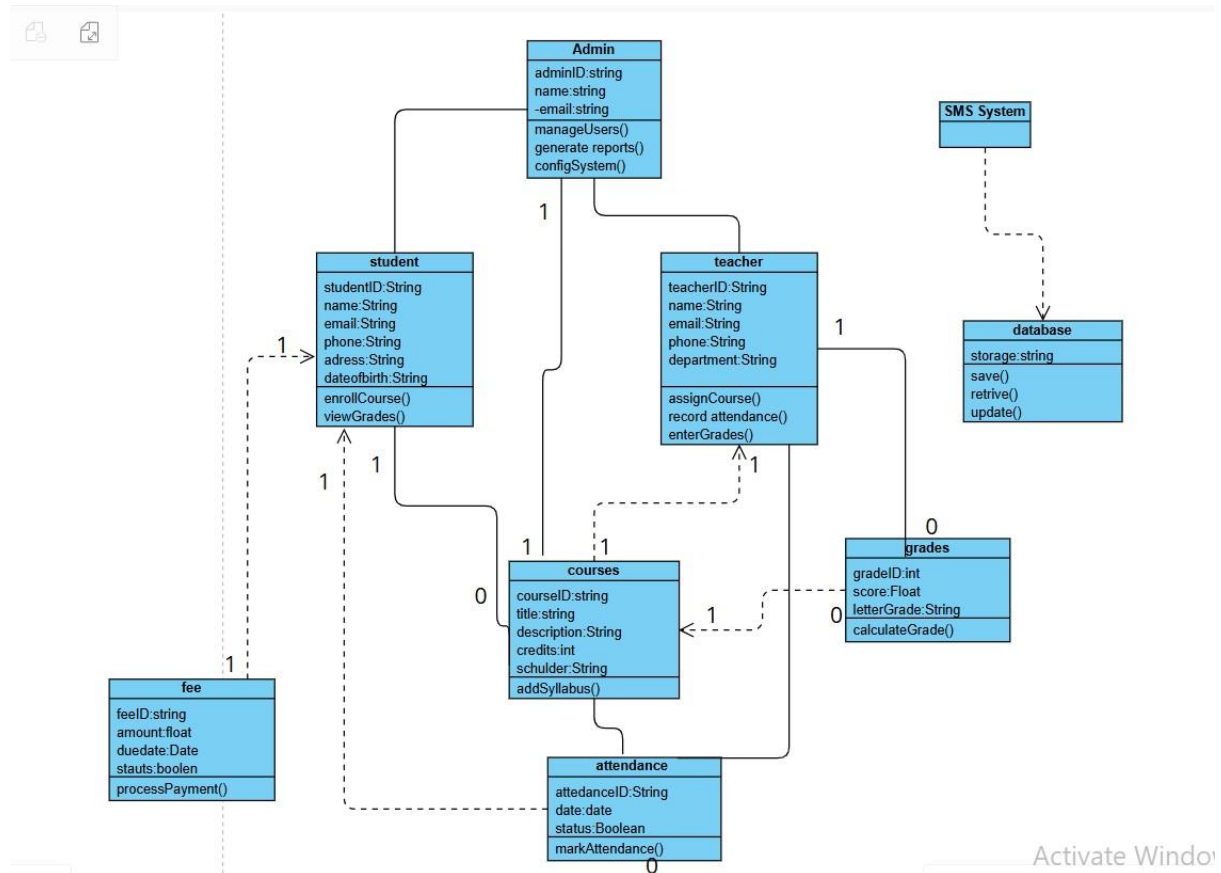 Admin
adminID:string
name:string
-email:string
manageUsers()
generate reports()
configSystem()
SMS System
1
student
studentID:String
name:String
email:String
phone:String
adress:String
dateofbirth:String
enrollCourse()
viewGrades()
teacher
teacherID:String
name:String
email:String
phone:String
department:String
assignCourse()
record attendance()
enterGrades()
database
storage:string
save()
retrive()
update()
1
1
1
1
1
1
1
0
0
1
0
courses
courseID:string
title:string
description:String
credits:int
schulder:String
addSyllabus()
grades
gradeID:int
score:Float
letterGrade:String
calculateGrade()
1
fee
feeID:string
amount:float
duedate:Date
stauts:boolen
processPayment()
attendance
attedanceID:String
date:date
status:Boolean
markAttendance()
0
Activate Windov